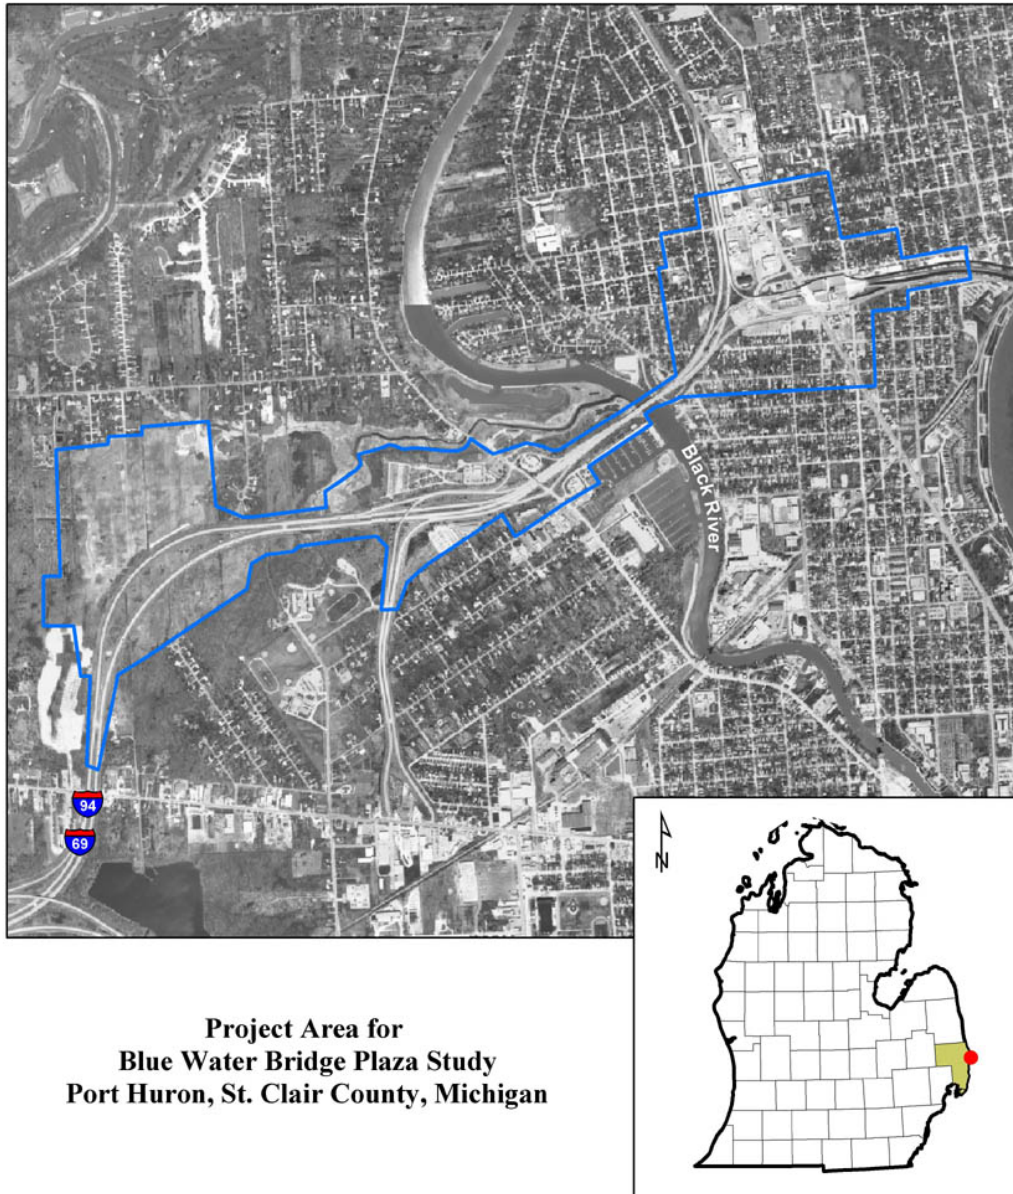 Black River
94
69
N
Project Area for
Blue Water Bridge Plaza Study
Port Huron, St. Clair County, Michigan